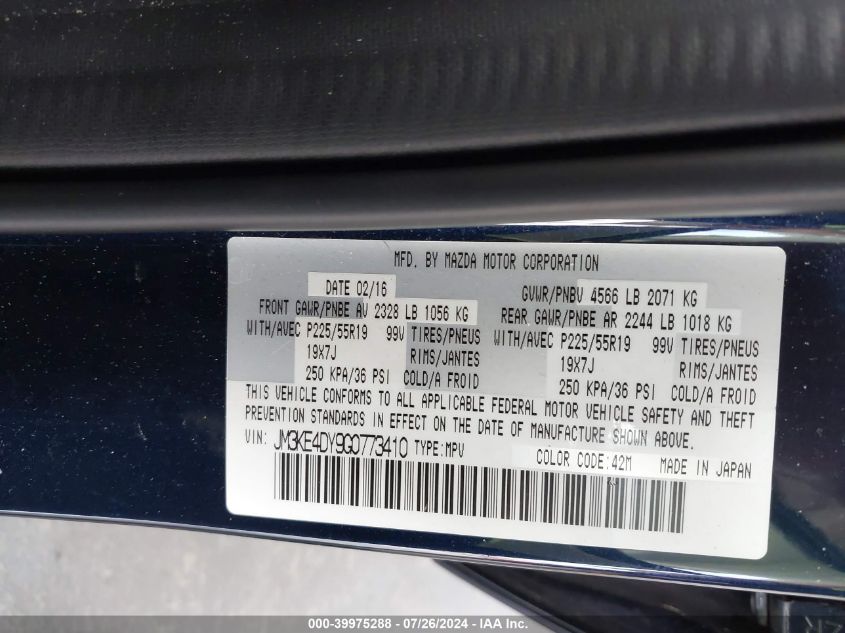 MFD. BY MAZDA MOTOR CORPORATION
DATE 02/16 GVWR/PNBV 4566 LB 2071 KG
FRONT GAWR/PNBE AV 2328 LB 1056 KG REAR GAWR/PNBE AR 2244 LB 1018 KG
WITH/AVEC P225/55R19 99V TIRES/PNEUS WITH/AVEC P225/55R19 99V TIRES/PNEUS
19X7J RIMS/JANTES 19X7J RIMS/JANTES
250 KPA/36 PSI COLD/A FROID 250 KPA/36 PSI COLD/A FROID
THIS VEHICLE CONFORMS TO ALL APPLICABLE FEDERAL MOTOR VEHICLE SAFETY AND THEFT
PREVENTION STANDARDS IN EFFECT ON THE DATE OF MANUFACTURE SHOWN ABOVE.
VIN: JM3KE4DY9G0773410 TYPE:MPV COLOR CODE:42M MADE IN JAPAN
000-39975288 - 07/26/2024 - IAAI.com